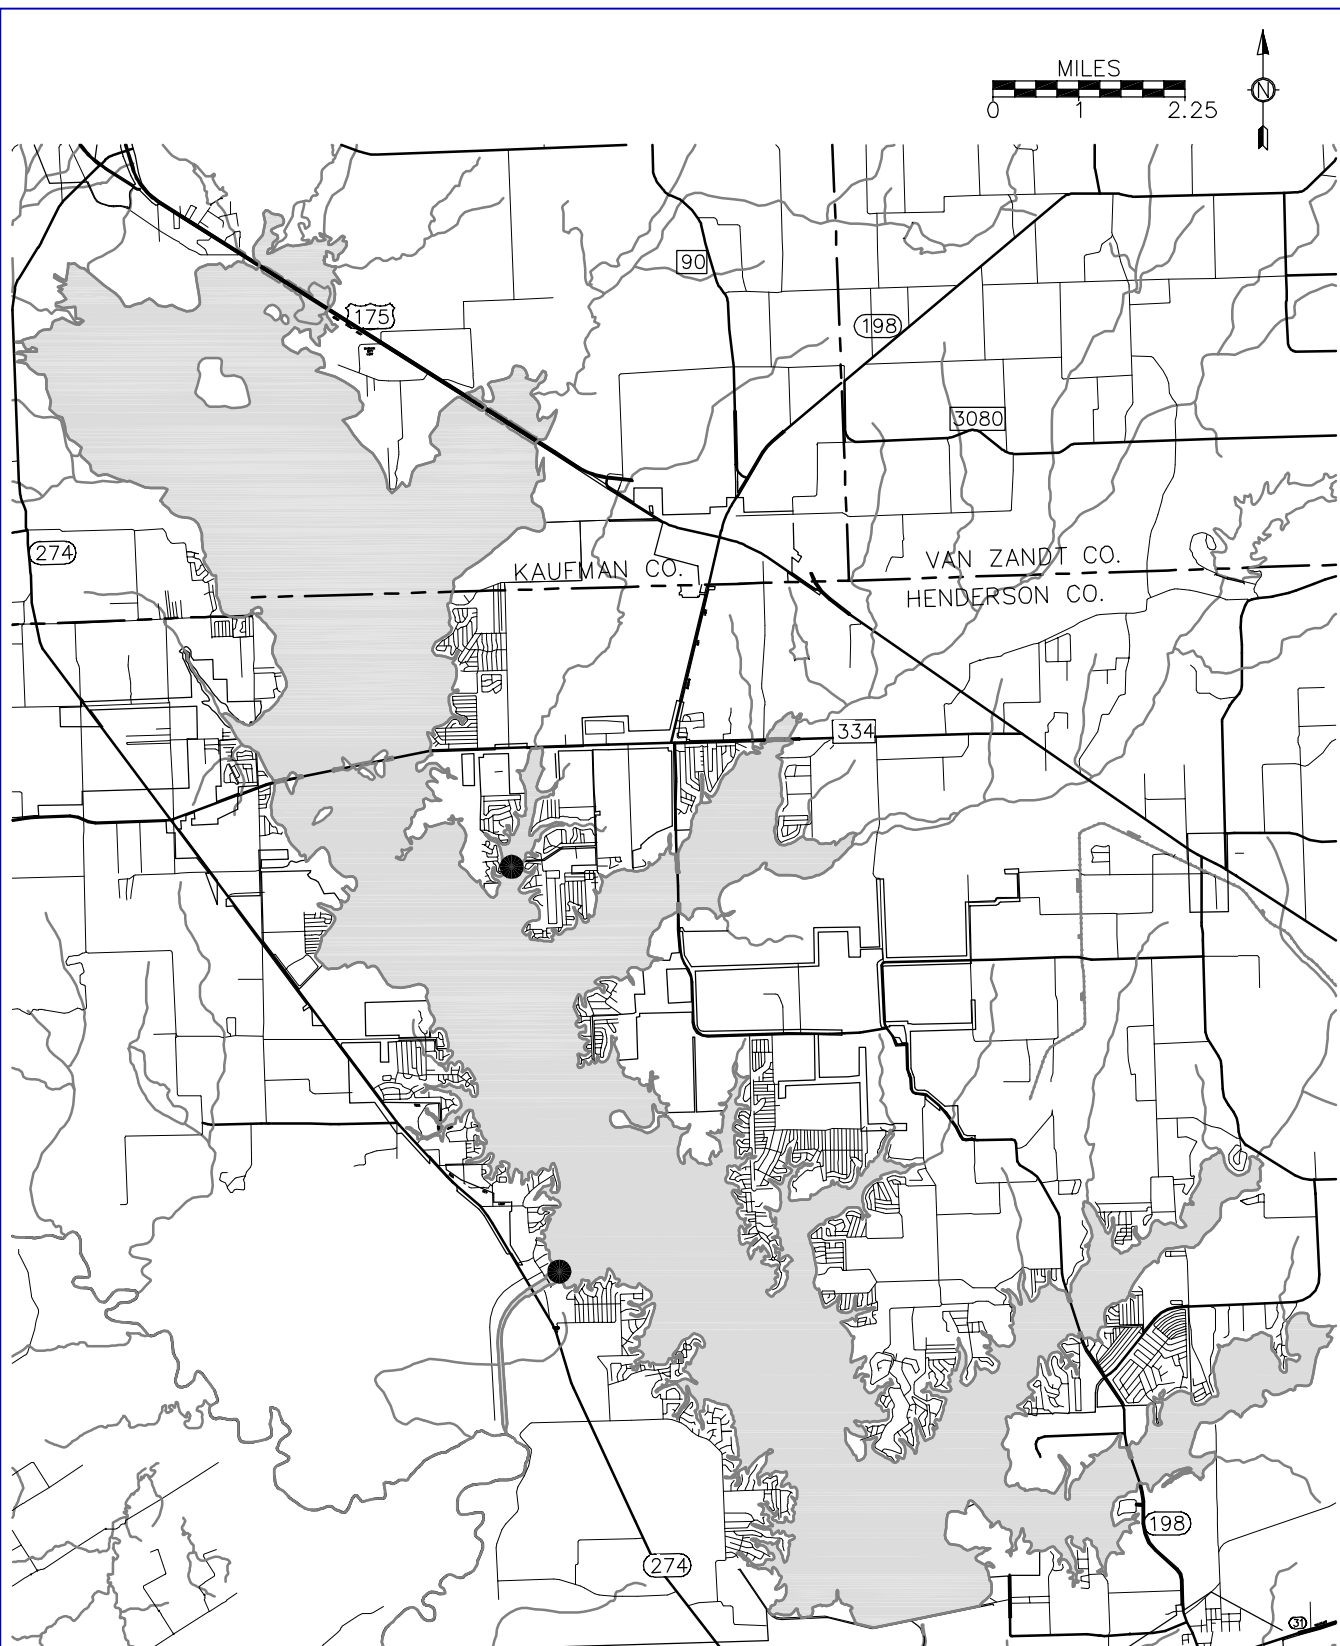 MILES
0 1 2.25
N
90
175
198
3080
274
VAN ZANDT CO.
KAUFMAN CO.
HENDERSON CO.
334
198
274
31